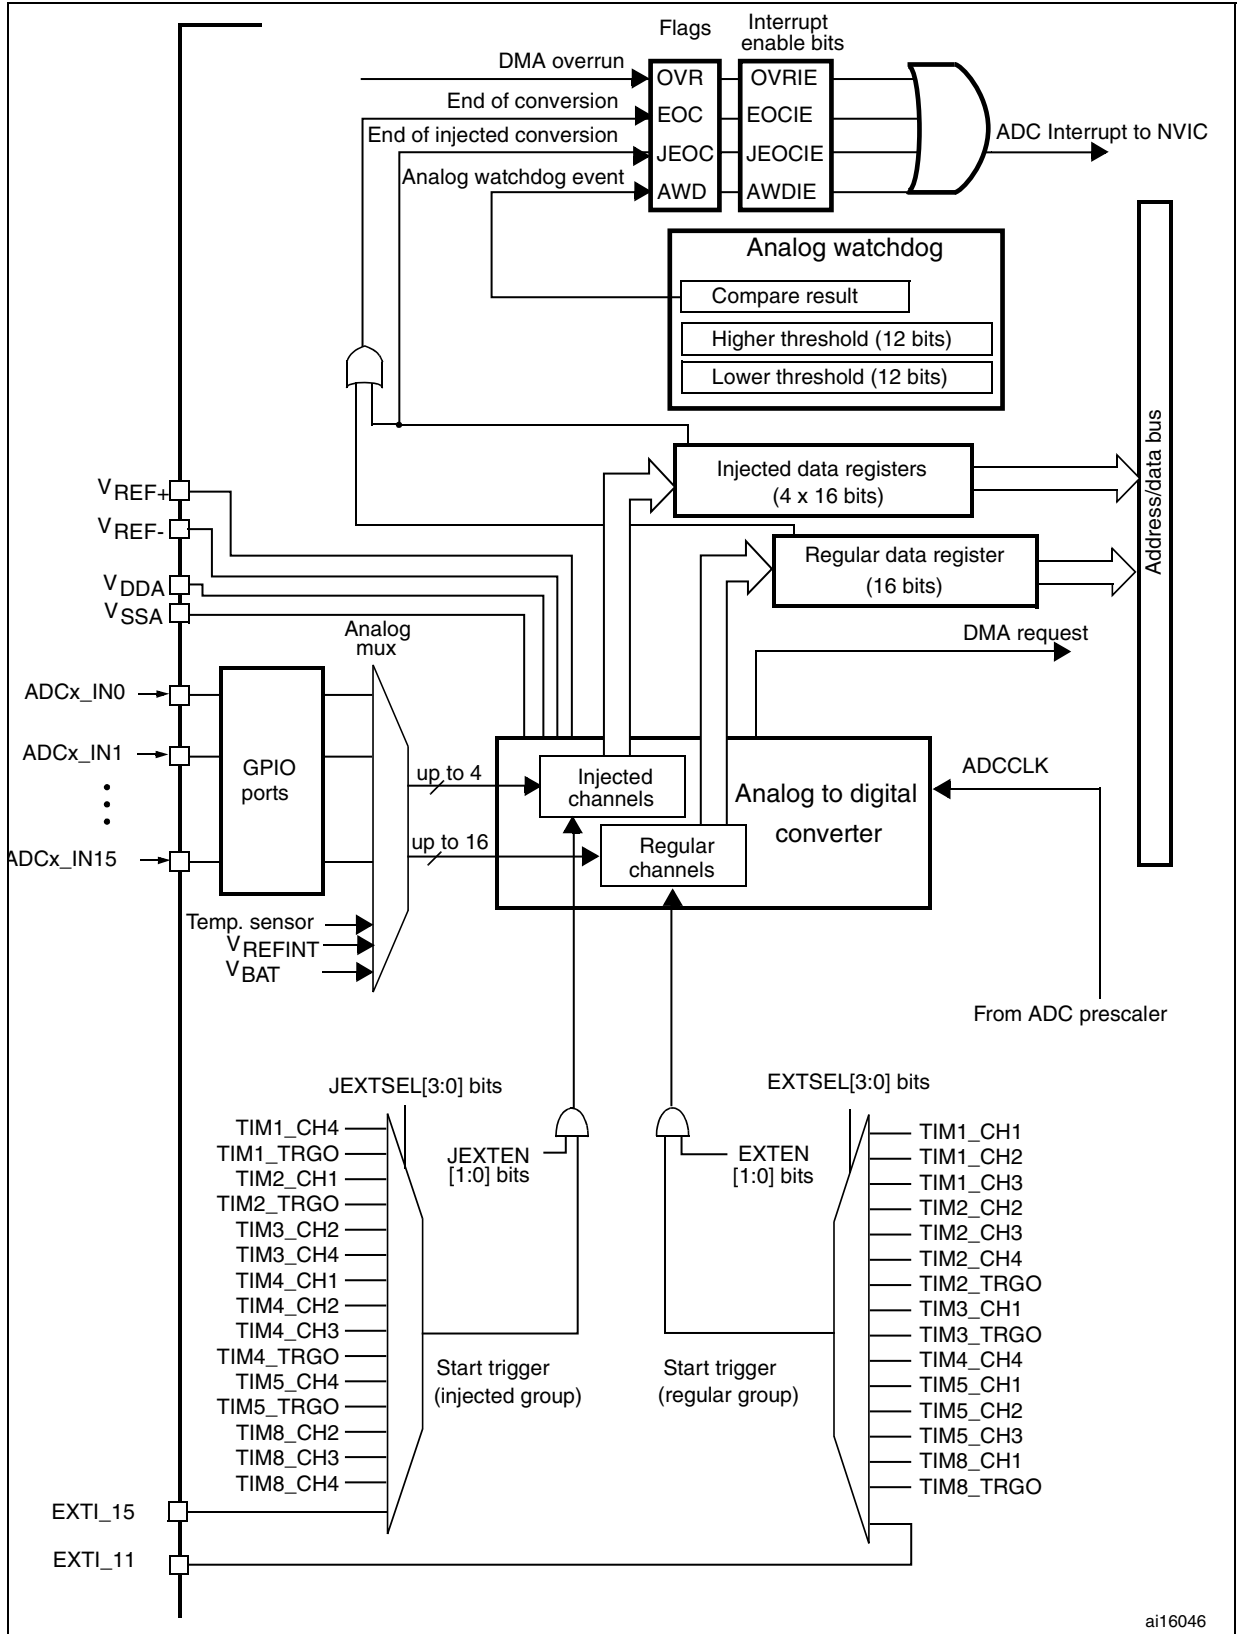 Flags
Interrupt
enable bits
DMA overrun
OVR
OVRIE
End of conversion
EOC
EOCIE
End of injected conversion
JEOC
JEOCIE
ADC Interrupt to NVIC
Analog watchdog event
AWD
AWDIE
Analog watchdog
Compare result
Higher threshold (12 bits)
Lower threshold (12 bits)
Address/data bus
Injected data registers
(4 x 16 bits)
Regular data register
(16 bits)
VREF+
VREF-
VDDA
VSSA
Analog
mux
DMA request
ADCx_IN0
ADCx_IN1
ADCx_IN15
GPIO
ports
up to 4
up to 16
Injected
channels
Regular
channels
Analog to digital
converter
ADCCLK
Temp. sensor
VREFINT
VBAT
From ADC prescaler
JEXTSEL[3:0] bits
EXTSEL[3:0] bits
TIM1_CH4
TIM1_TRGO
TIM2_CH1
TIM2_TRGO
TIM3_CH2
TIM3_CH4
TIM4_CH1
TIM4_CH2
TIM4_CH3
TIM4_TRGO
TIM5_CH4
TIM5_TRGO
TIM8_CH2
TIM8_CH3
TIM8_CH4
JEXTEN
[1:0] bits
EXTEN
[1:0] bits
Start trigger
(injected group)
Start trigger
(regular group)
TIM1_CH1
TIM1_CH2
TIM1_CH3
TIM2_CH2
TIM2_CH3
TIM2_CH4
TIM2_TRGO
TIM3_CH1
TIM3_TRGO
TIM4_CH4
TIM5_CH1
TIM5_CH2
TIM5_CH3
TIM8_CH1
TIM8_TRGO
EXTI_15
EXTI_11
ai16046